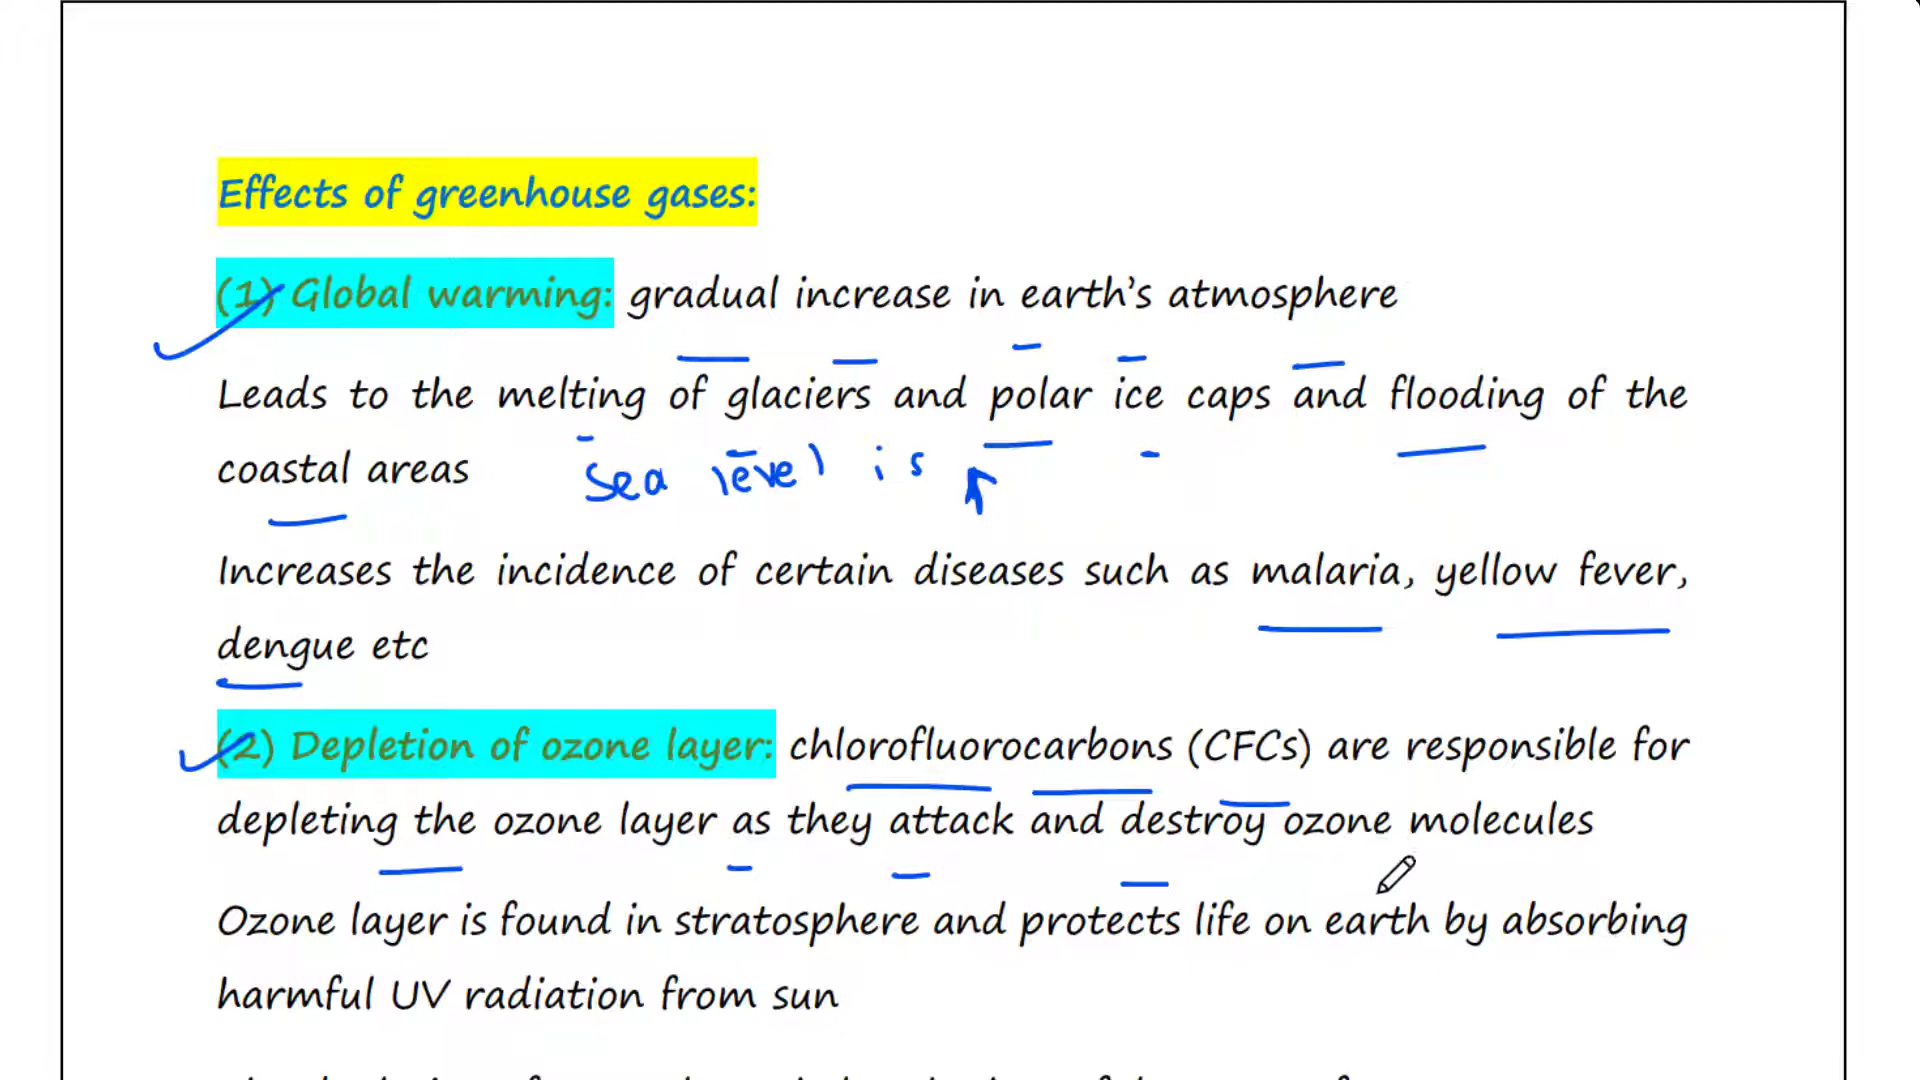 Effects of greenhouse gases:
(1) Global warming: gradual increase in earth's atmosphere
Leads to the melting of glaciers and polar ice caps and flooding of the
coastal areas
Sea level is ↑
Increases the incidence of certain diseases such as malaria, yellow fever,
dengue etc
(2) Depletion of ozone layer: chlorofluorocarbons (CFCs) are responsible for
depleting the ozone layer as they attack and destroy ozone molecules
Ozone layer is found in stratosphere and protects life on earth by absorbing
harmful UV radiation from sun